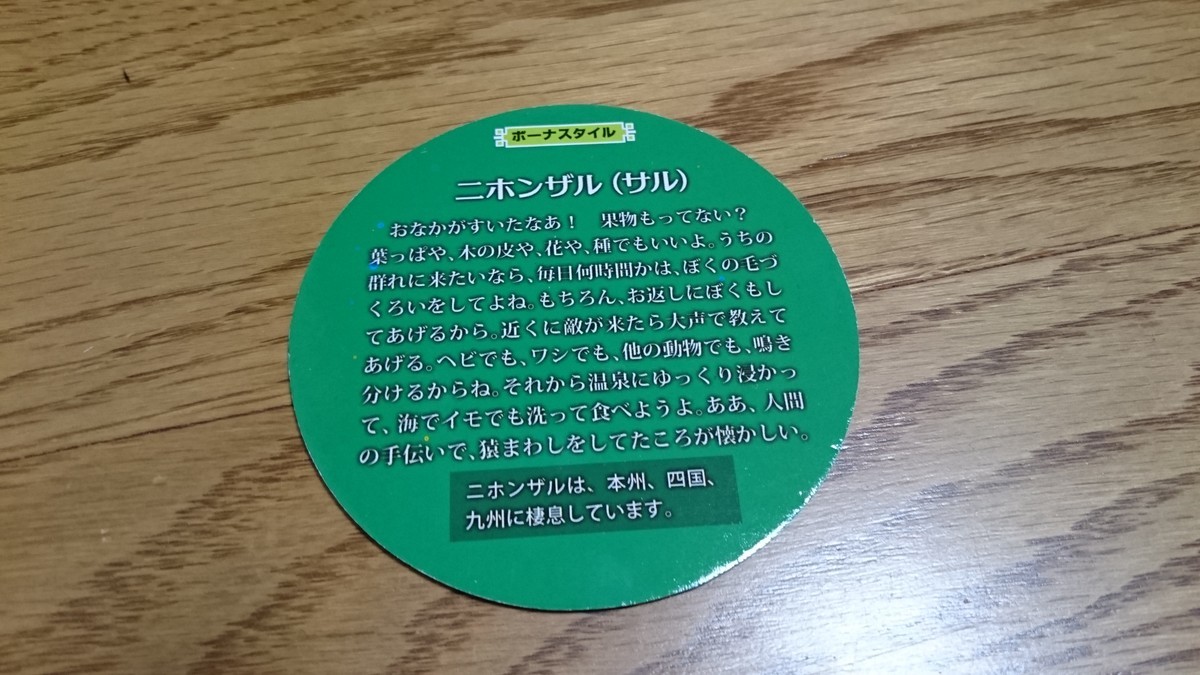 ボーナスタイル
ニホンザル（サル）
おなかがすいたなあ！　果物もってない？
葉っぱや、木の皮や、花や、種でもいいよ。うちの
群れに来たいなら、毎日何時間かは、ぼくの毛づ
くろいをしてよね。もちろん、お返しにぼくもし
てあげるから。近くに敵が来たら大声で教えて
あげる。ヘビでも、ワシでも、他の動物でも、鳴き
分けるからね。それから温泉にゆっくり浸かっ
て、海でイモでも洗って食べようよ。ああ、人間
の手伝いで、猿まわしをしてたころが懐かしい。
ニホンザルは、本州、四国、
九州に棲息しています。